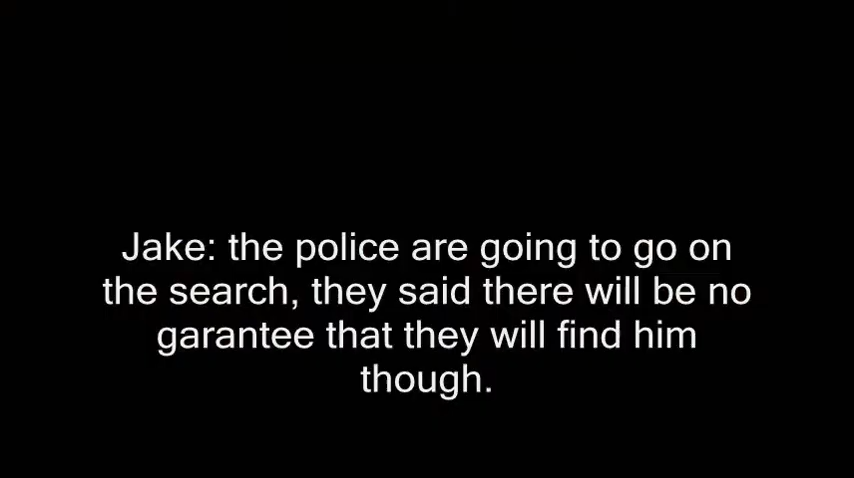 Jake: the police are going to go on
the search, they said there will be no
garantee that they will find him
though.